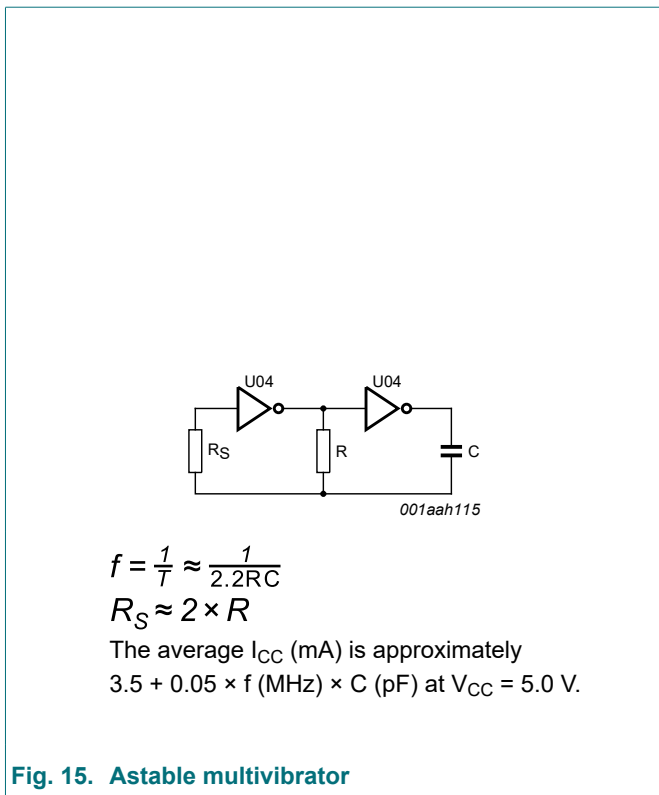 U04 U04
RS R C
001aah115
f = 1/T ≈ 1/2.2RC
RS ≈ 2 × R
The average ICC (mA) is approximately
3.5 + 0.05 × f (MHz) × C (pF) at VCC = 5.0 V.
Fig. 15. Astable multivibrator